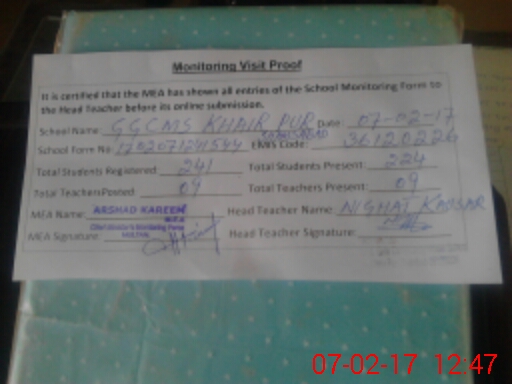 Monitoring Visit Proof
It is certified that the MEA has shown all entries of the School Monitoring Form to
the Head Teacher before its online submission.
School Name: GGCMS KHAIR PUR Date: 07-02-17
School Form No: EMIS Code: 36120226
Total Students Registered: 241 Total Students Present: 224
Total Teachers Posted: 09 Total Teachers Present: 09
MEA Name: ARSHAD KAREEM Head Teacher Name: NIGHAT KAUSAR
M.E.A
MEA Signature: Head Teacher Signature:
07-02-17 12:47